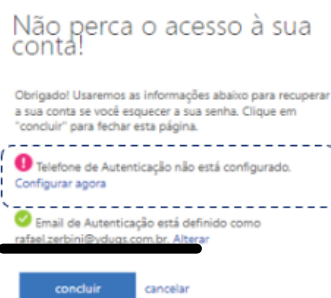 Não perca o acesso à sua
conta!
Obrigado! Usaremos as informações abaixo para recuperar
a sua conta se você esquecer a sua senha. Clique em
"concluir" para fechar esta página.
Telefone de Autenticação não está configurado.
Configurar agora
Email de Autenticação está definido como
rafael.zerbini@yduqs.com.br. Alterar
concluir cancelar